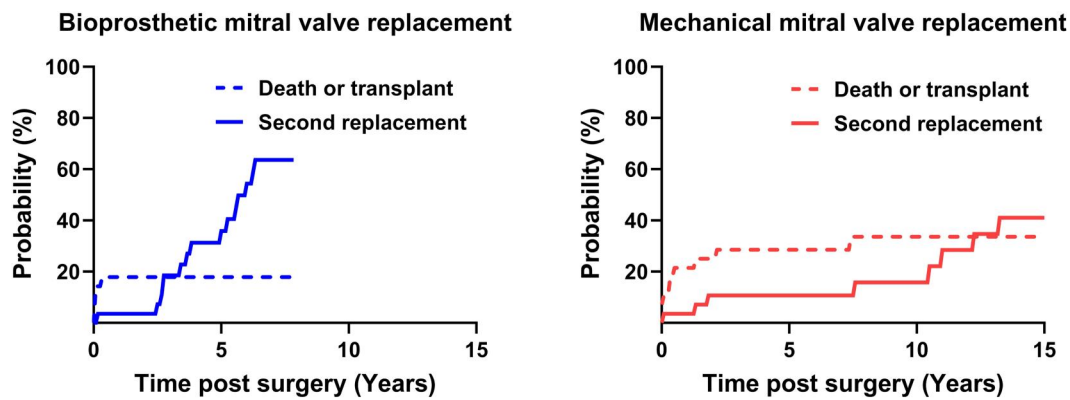 Bioprosthetic mitral valve replacement
100
80
60
40
20
0
5
10
15
Probability (%)
Time post surgery (Years)
Death or transplant
Second replacement
Mechanical mitral valve replacement
100
80
60
40
20
0
5
10
15
Probability (%)
Time post surgery (Years)
Death or transplant
Second replacement